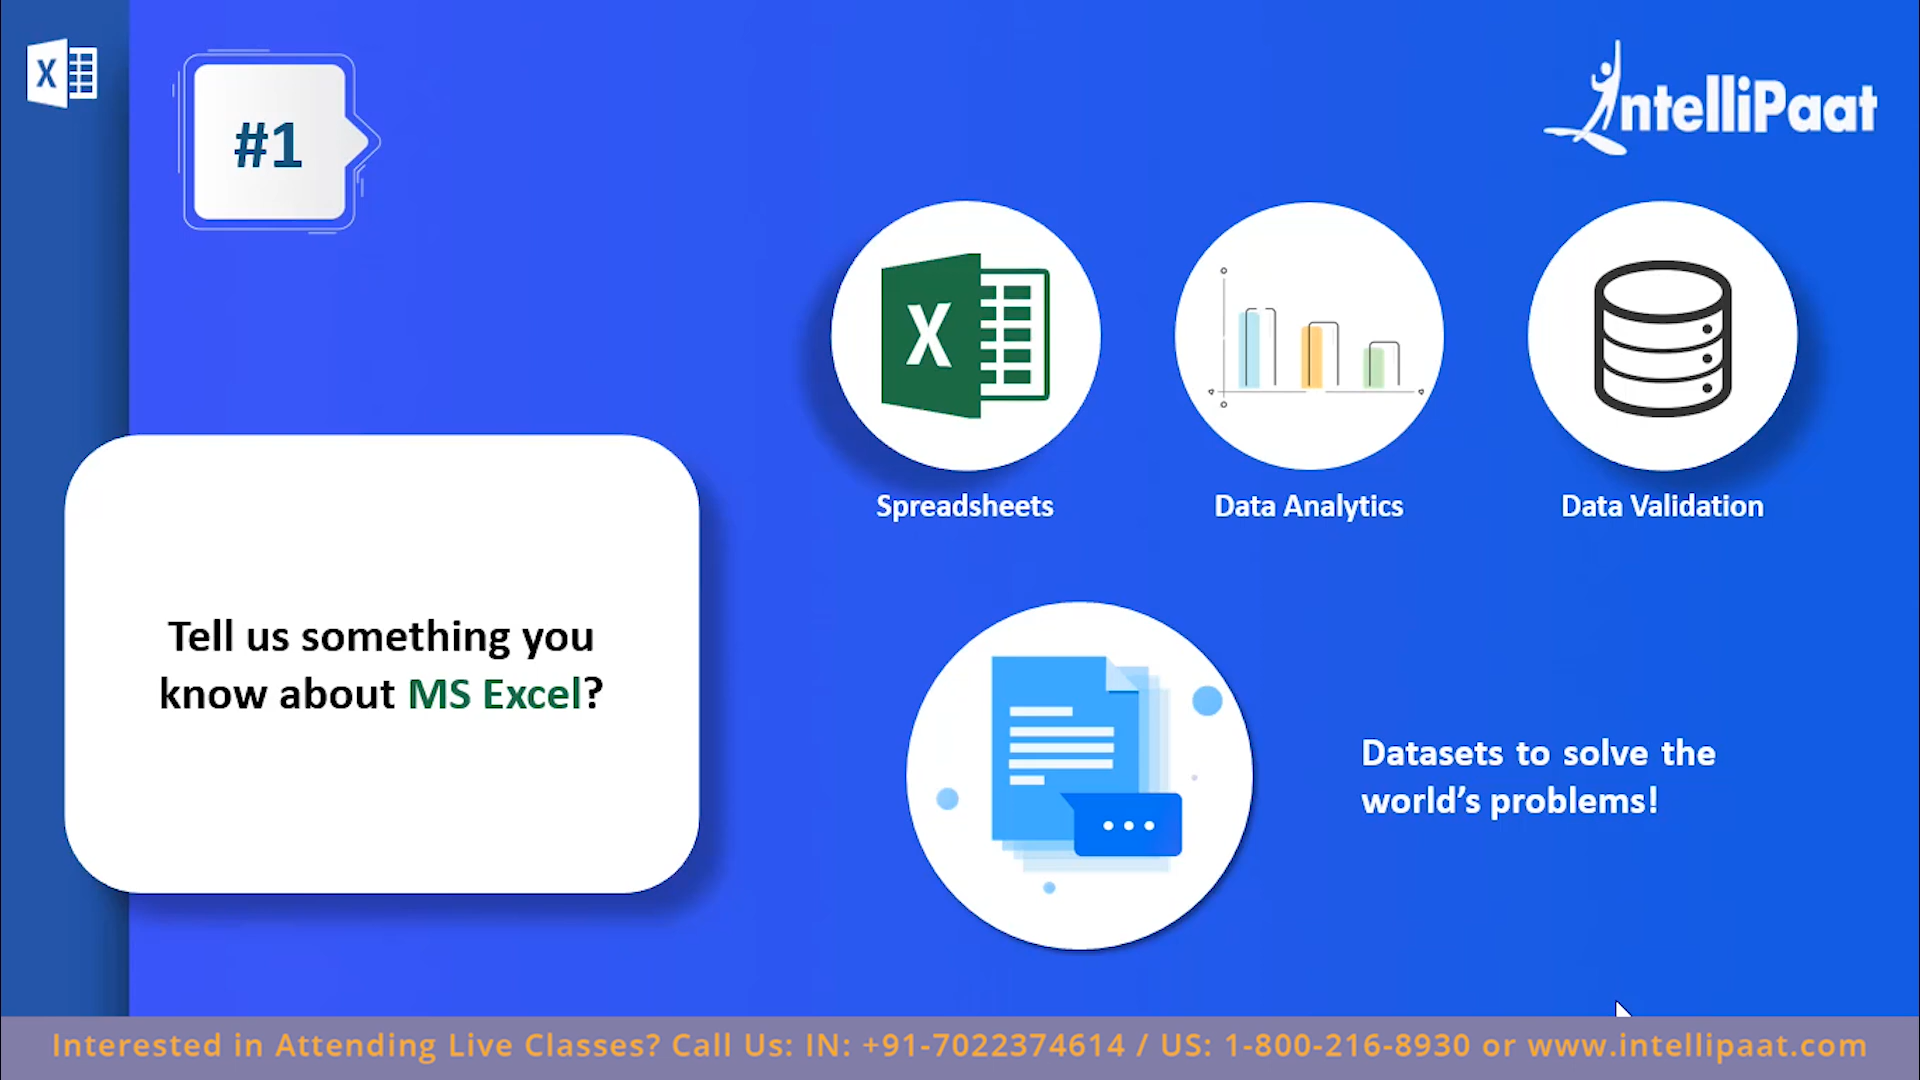 X
#1
IntelliPaat
X
Spreadsheets
Data Analytics
Data Validation
Tell us something you
know about MS Excel?
Datasets to solve the
world’s problems!
Interested in Attending Live Classes? Call Us: IN: +91-7022374614 / US: 1-800-216-8930 or www.intellipaat.com